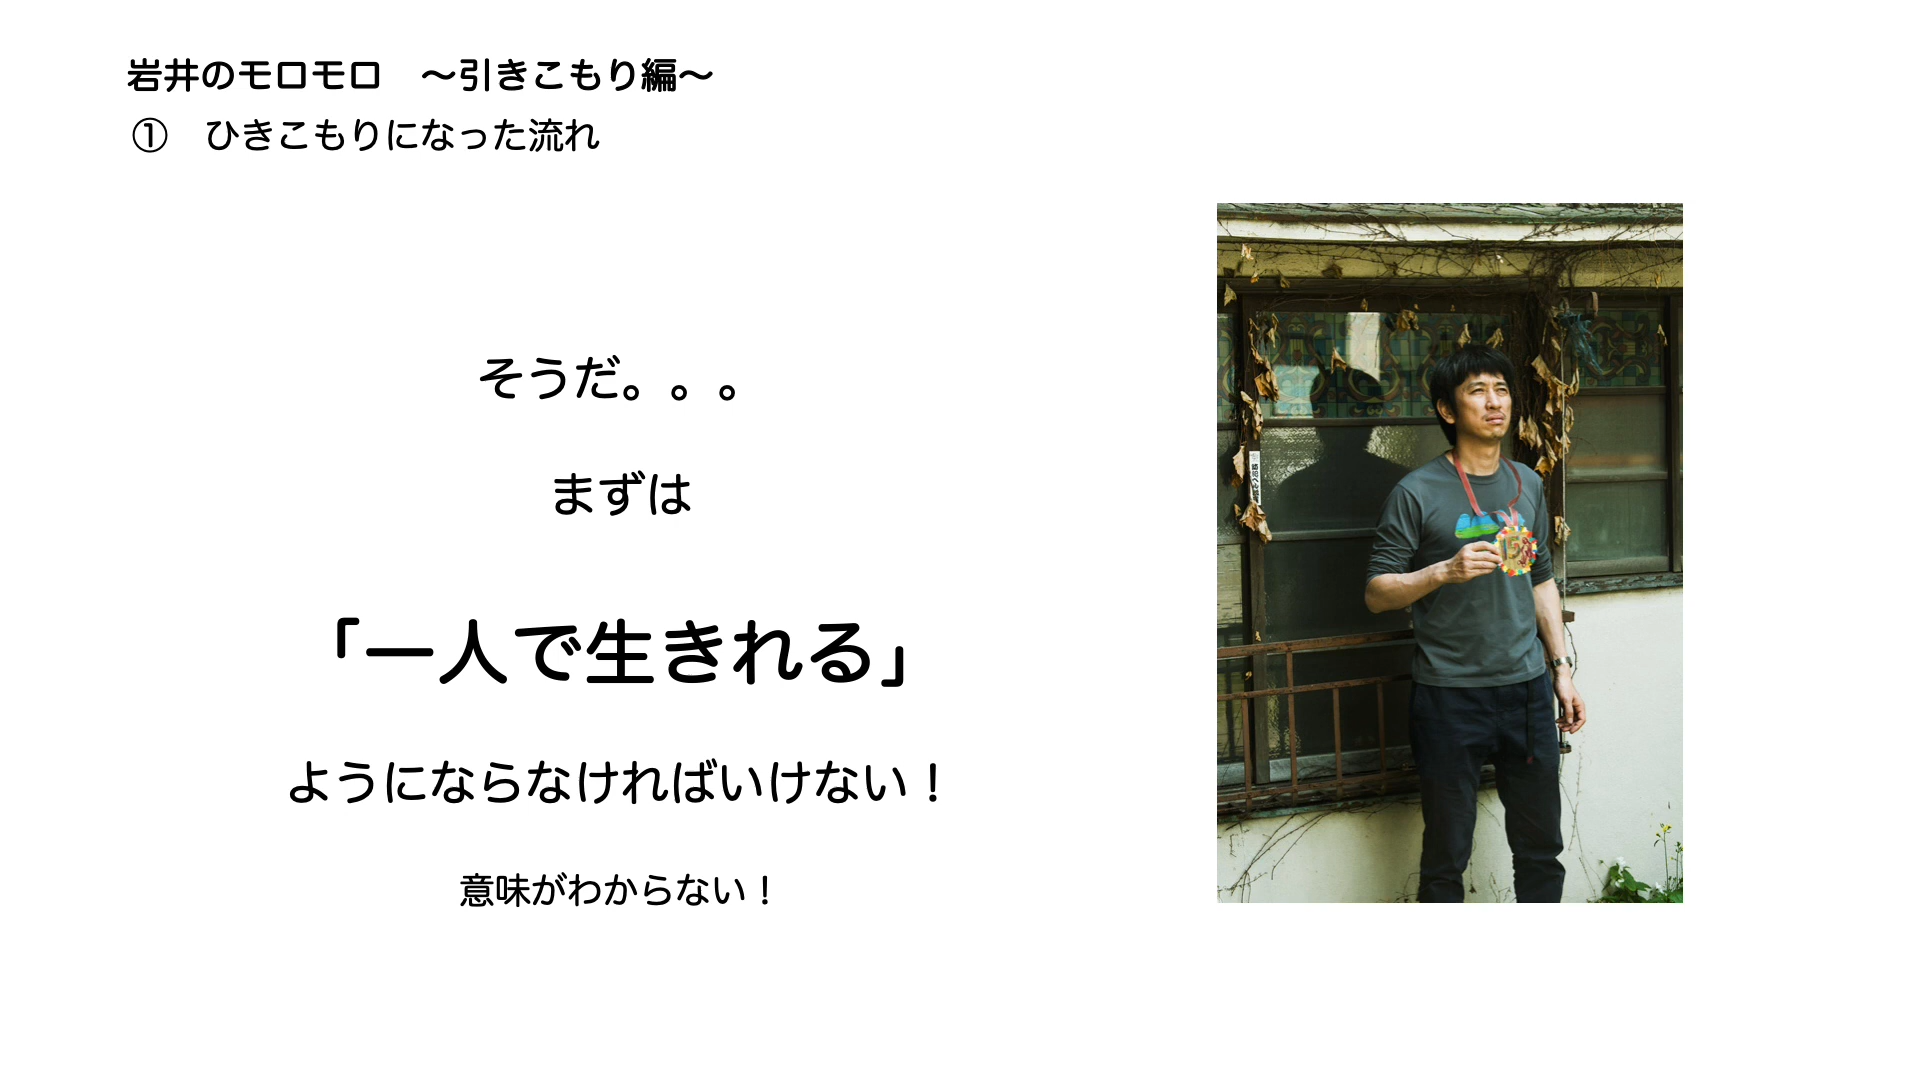 岩井のモロモロ　～引きこもり編～
①　ひきこもりになった流れ
そうだ。。。
まずは
「一人で生きれる」
ようにならなければいけない！
意味がわからない！